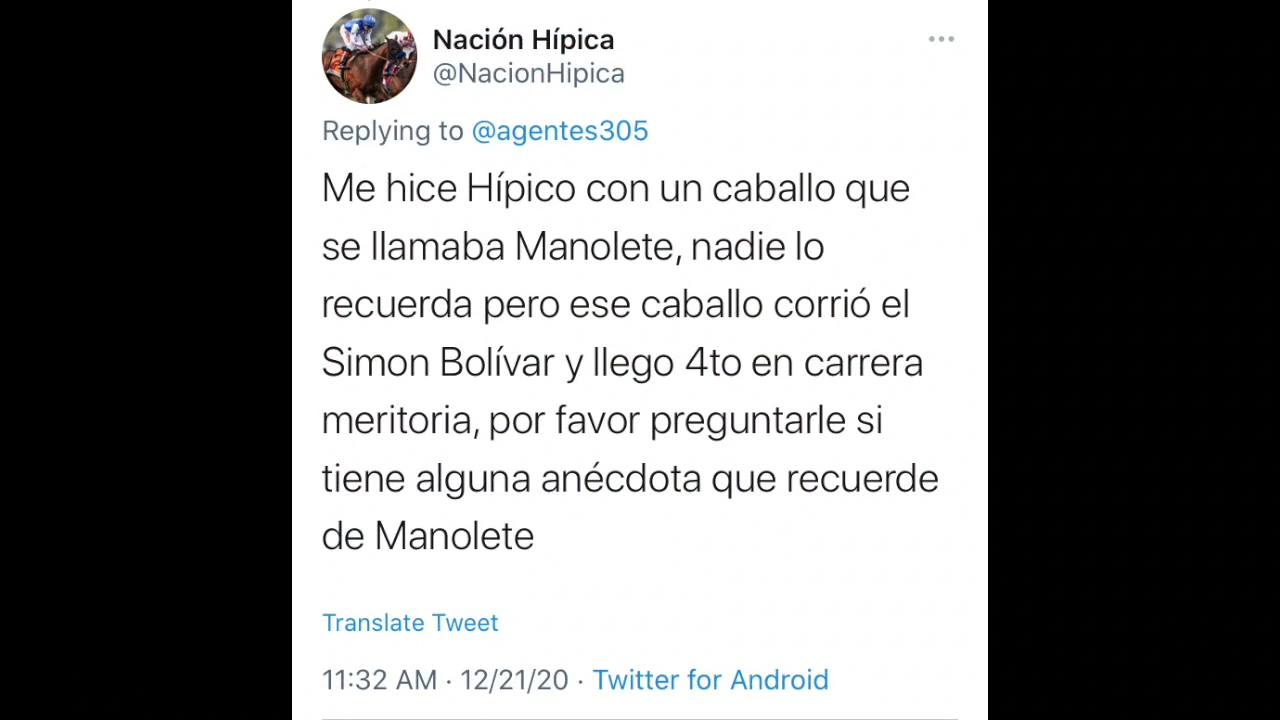 Nación Hípica
@NacionHipica
Replying to @agentes305
Me hice Hípico con un caballo que
se llamaba Manolete, nadie lo
recuerda pero ese caballo corrió el
Simon Bolívar y llego 4to en carrera
meritoria, por favor preguntarle si
tiene alguna anécdota que recuerde
de Manolete
Translate Tweet
11:32 AM · 12/21/20 · Twitter for Android